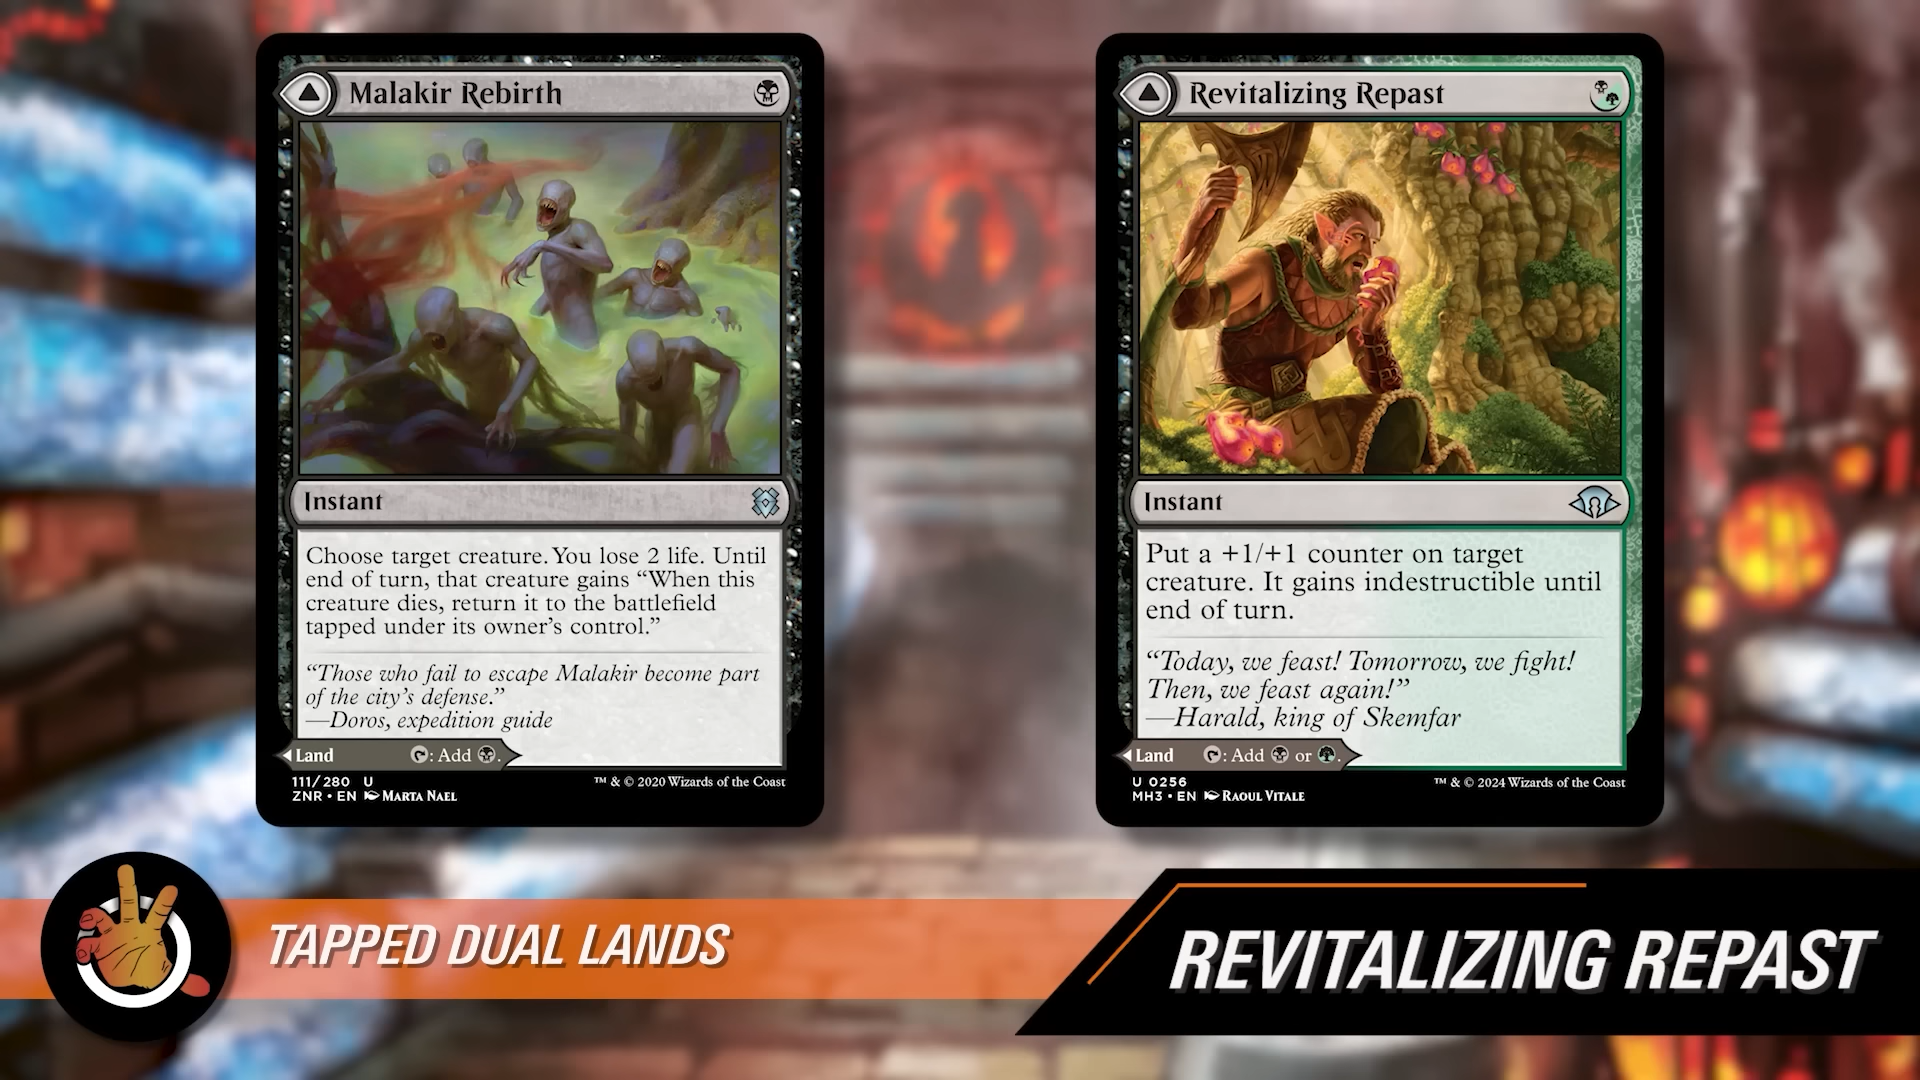 Malakir Rebirth
Instant
Choose target creature. You lose 2 life. Until
end of turn, that creature gains “When this
creature dies, return it to the battlefield
tapped under its owner’s control.”
“Those who fail to escape Malakir become part
of the city’s defense.”
—Doros, expedition guide
Land : Add .
111/280 U
ZNR • EN Marta Nael
™ & © 2020 Wizards of the Coast
Revitalizing Repast
Instant
Put a +1/+1 counter on target
creature. It gains indestructible until
end of turn.
“Today, we feast! Tomorrow, we fight!
Then, we feast again!”
—Harald, king of Skemfar
Land : Add or .
U 0256
MH3 • EN Raoul Vitale
™ & © 2024 Wizards of the Coast
TAPPED DUAL LANDS
REVITALIZING REPAST